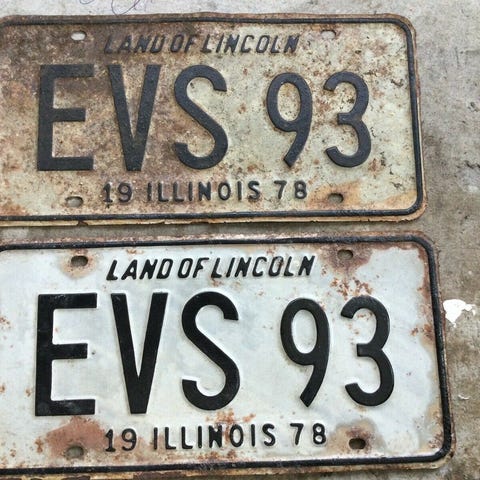 LAND OF LINCOLN
EVS 93
19 ILLINOIS 78
LAND OF LINCOLN
EVS 93
19 ILLINOIS 78